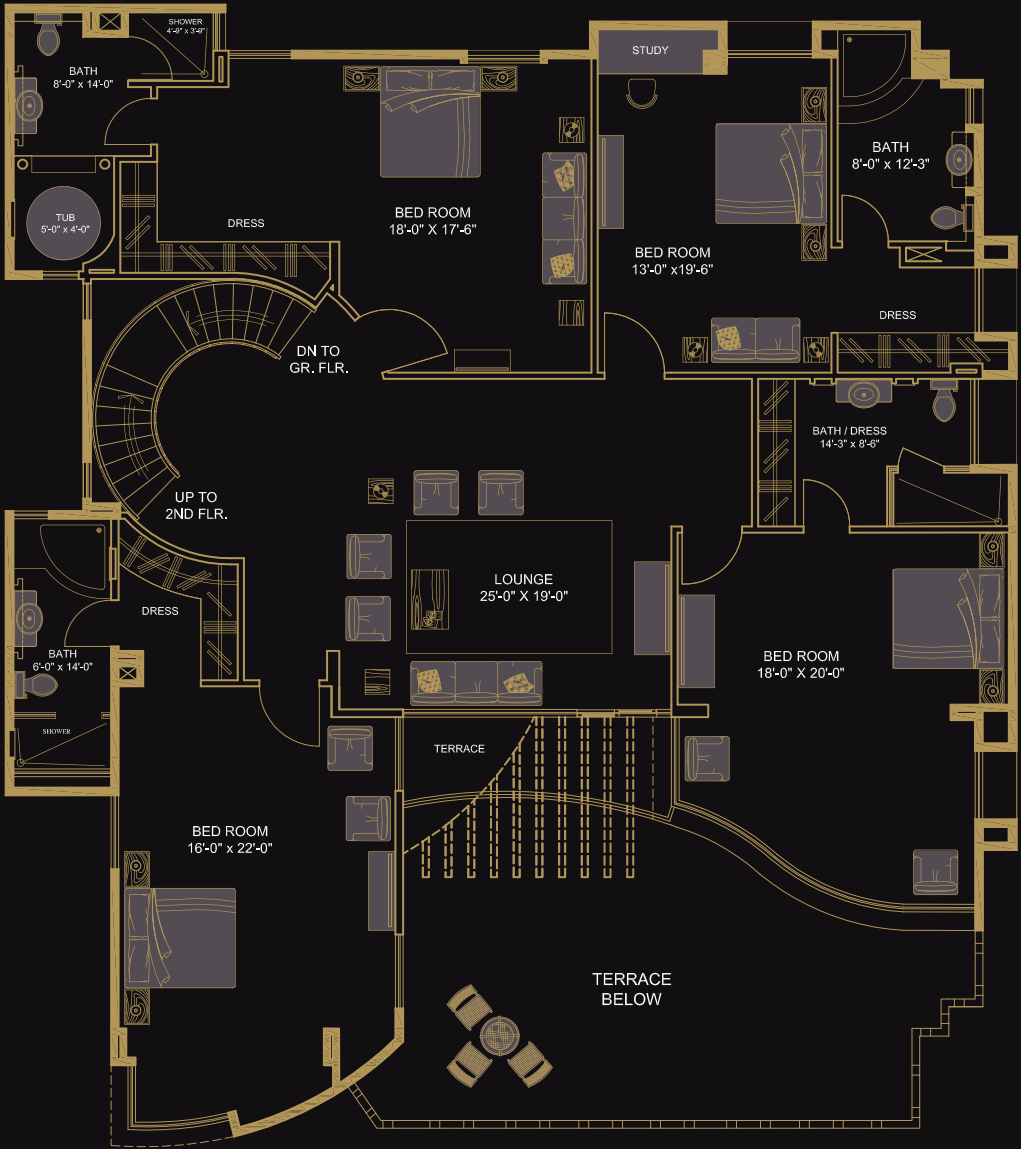 SHOWER
4'-9" x 3'-9"
BATH
8'-0" x 14'-0"
TUB
5'-0" x 4'-0"
DRESS
BED ROOM
18'-0" X 17'-6"
STUDY
BED ROOM
13'-0" x19'-6"
BATH
8'-0" x 12'-3"
DRESS
DN TO
GR. FLR.
UP TO
2ND FLR.
BATH / DRESS
14'-3" x 8'-6"
LOUNGE
25'-0" X 19'-0"
DRESS
BATH
6'-0" x 14'-0"
SHOWER
BED ROOM
18'-0" X 20'-0"
TERRACE
BED ROOM
16'-0" x 22'-0"
TERRACE
BELOW